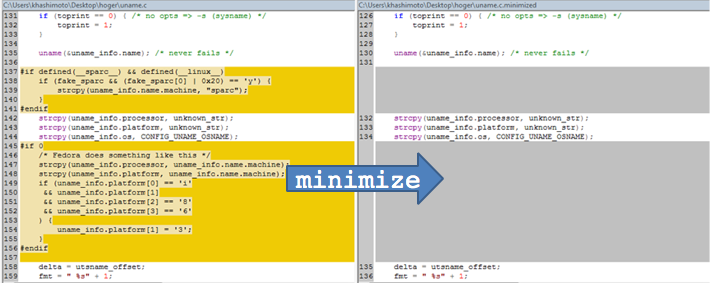 C:\Users\khashimoto\Desktop\hoger\uname.c
131 if (toprint == 0) { /* no opts => -s (sysname) */
132 toprint = 1;
133 }
134
135 uname(&uname_info.name); /* never fails */
136
137 #if defined(__sparc__) && defined(__linux__)
138 if (fake_sparc && (fake_sparc[0] | 0x20) == 'y') {
139 strcpy(uname_info.name.machine, "sparc");
140 }
141 #endif
142 strcpy(uname_info.processor, unknown_str);
143 strcpy(uname_info.platform, unknown_str);
144 strcpy(uname_info.os, CONFIG_UNAME_OSNAME);
145 #if 0
146 /* Fedora does something like this */
147 strcpy(uname_info.processor, uname_info.name.machine);
148 strcpy(uname_info.platform, uname_info.name.machine);
149 if (uname_info.platform[0] == 'i'
150 && uname_info.platform[1]
151 && uname_info.platform[2] == '8'
152 && uname_info.platform[3] == '6'
153 ) {
154 uname_info.platform[1] = '3';
155 }
156 #endif
157
158 delta = utsname_offset;
159 fmt = " %s" + 1;
minimize
C:\Users\khashimoto\Desktop\hoger\uname.c.minimized
126 if (toprint == 0) { /* no opts => -s (sysname) */
127 toprint = 1;
128 }
129
130 uname(&uname_info.name); /* never fails */
131
132 strcpy(uname_info.processor, unknown_str);
133 strcpy(uname_info.platform, unknown_str);
134 strcpy(uname_info.os, CONFIG_UNAME_OSNAME);
135 delta = utsname_offset;
136 fmt = " %s" + 1;